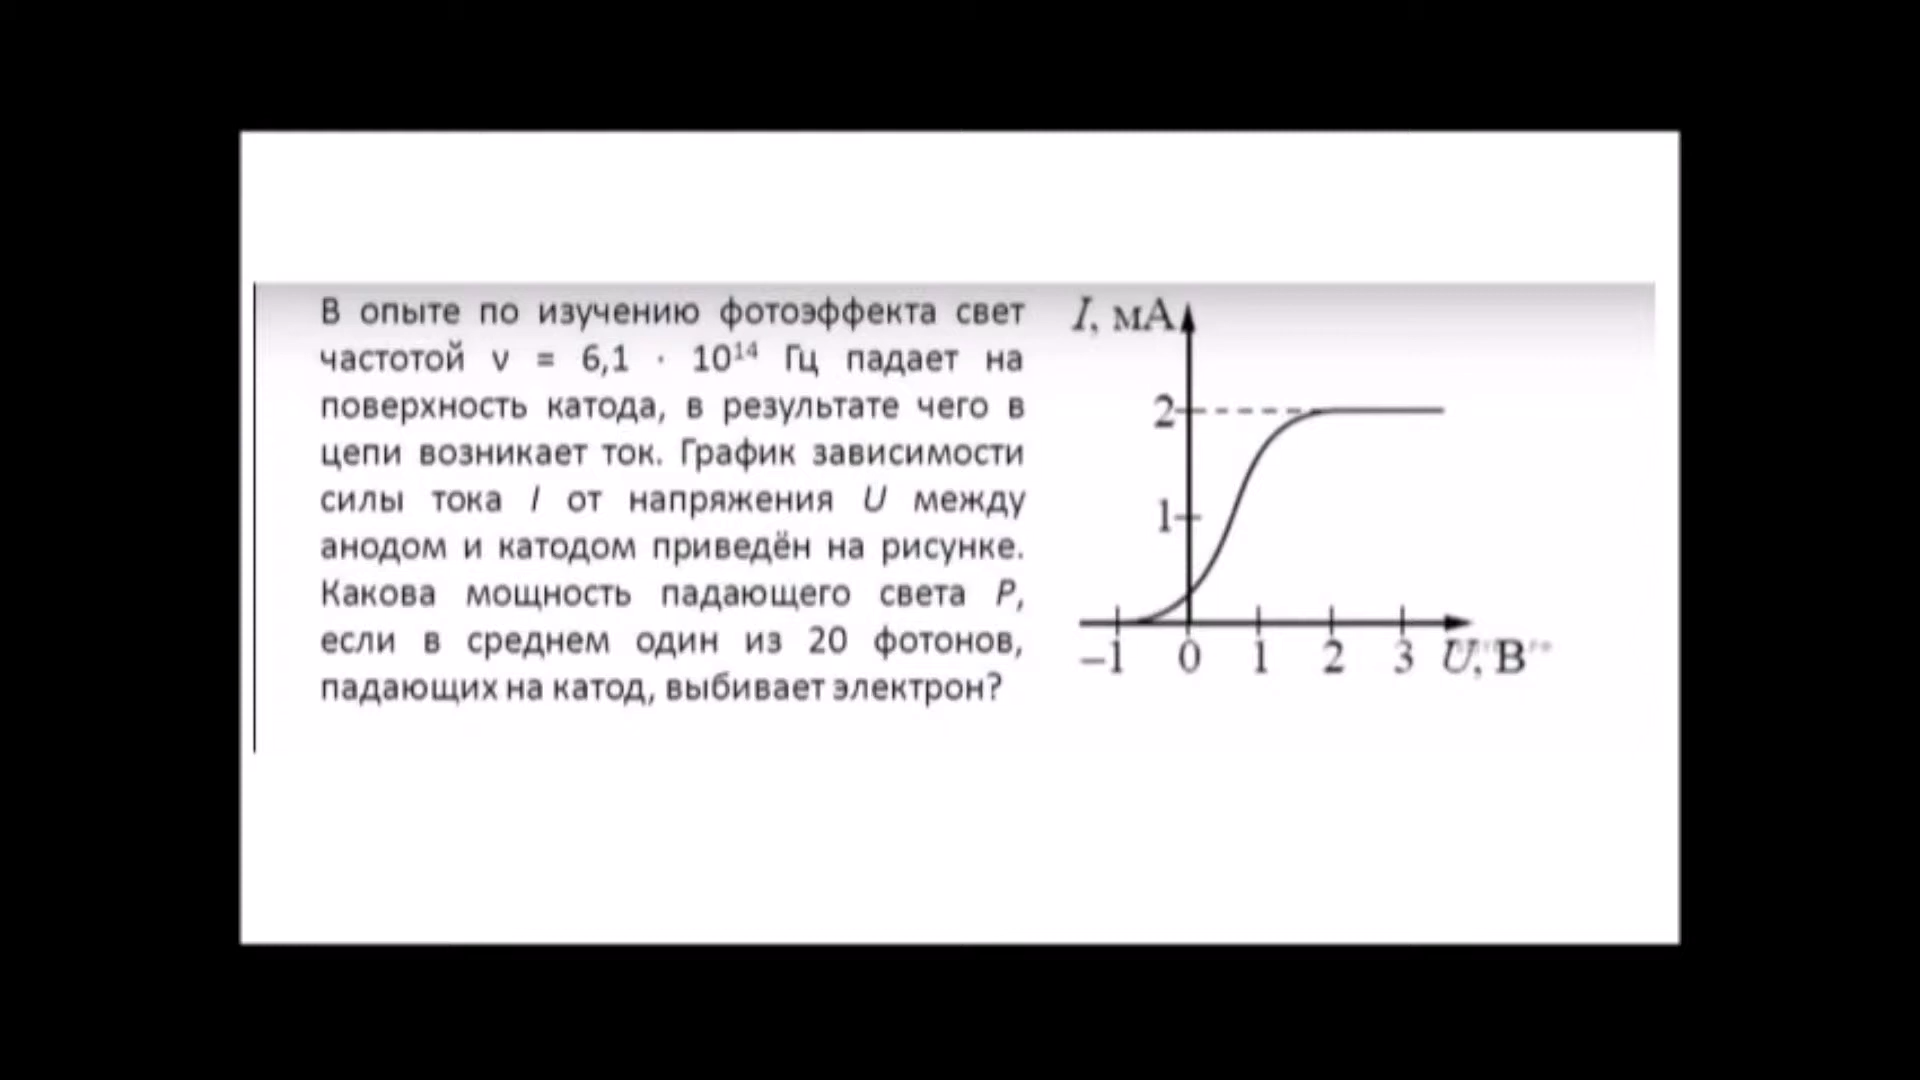 В опыте по изучению фотоэффекта свет
частотой ν = 6,1 · 10¹⁴ Гц падает на
поверхность катода, в результате чего в
цепи возникает ток. График зависимости
силы тока I от напряжения U между
анодом и катодом приведён на рисунке.
Какова мощность падающего света P,
если в среднем один из 20 фотонов,
падающих на катод, выбивает электрон?
I, мА
2
1
–1 0 1 2 3 U, В